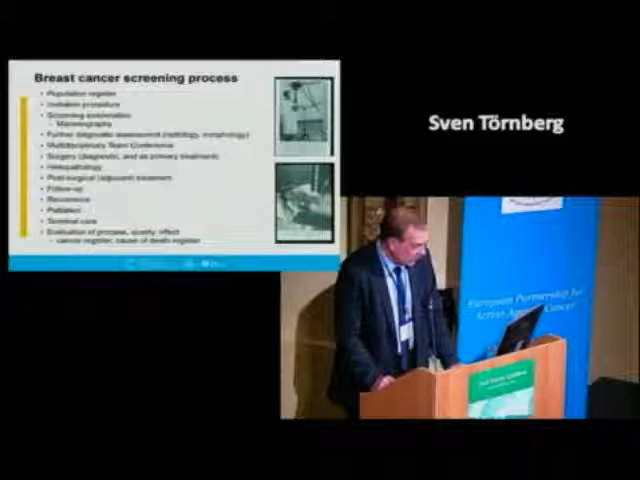 Breast cancer screening process
• Population register
• Invitation procedure
• Screening examination
– Mammography
• Further diagnostic assessment (radiology, morphology)
• Multidisciplinary Team Conference
• Surgery (diagnostic, and as primary treatment)
• Histopathology
• Post-surgical (adjuvant) treatment
• Follow-up
• Recurrence
• Palliation
• Terminal care
• Evaluation of process, quality, effect
– cancer register, cause of death register
Sven Törnberg
European Partnership for
Action Against Cancer